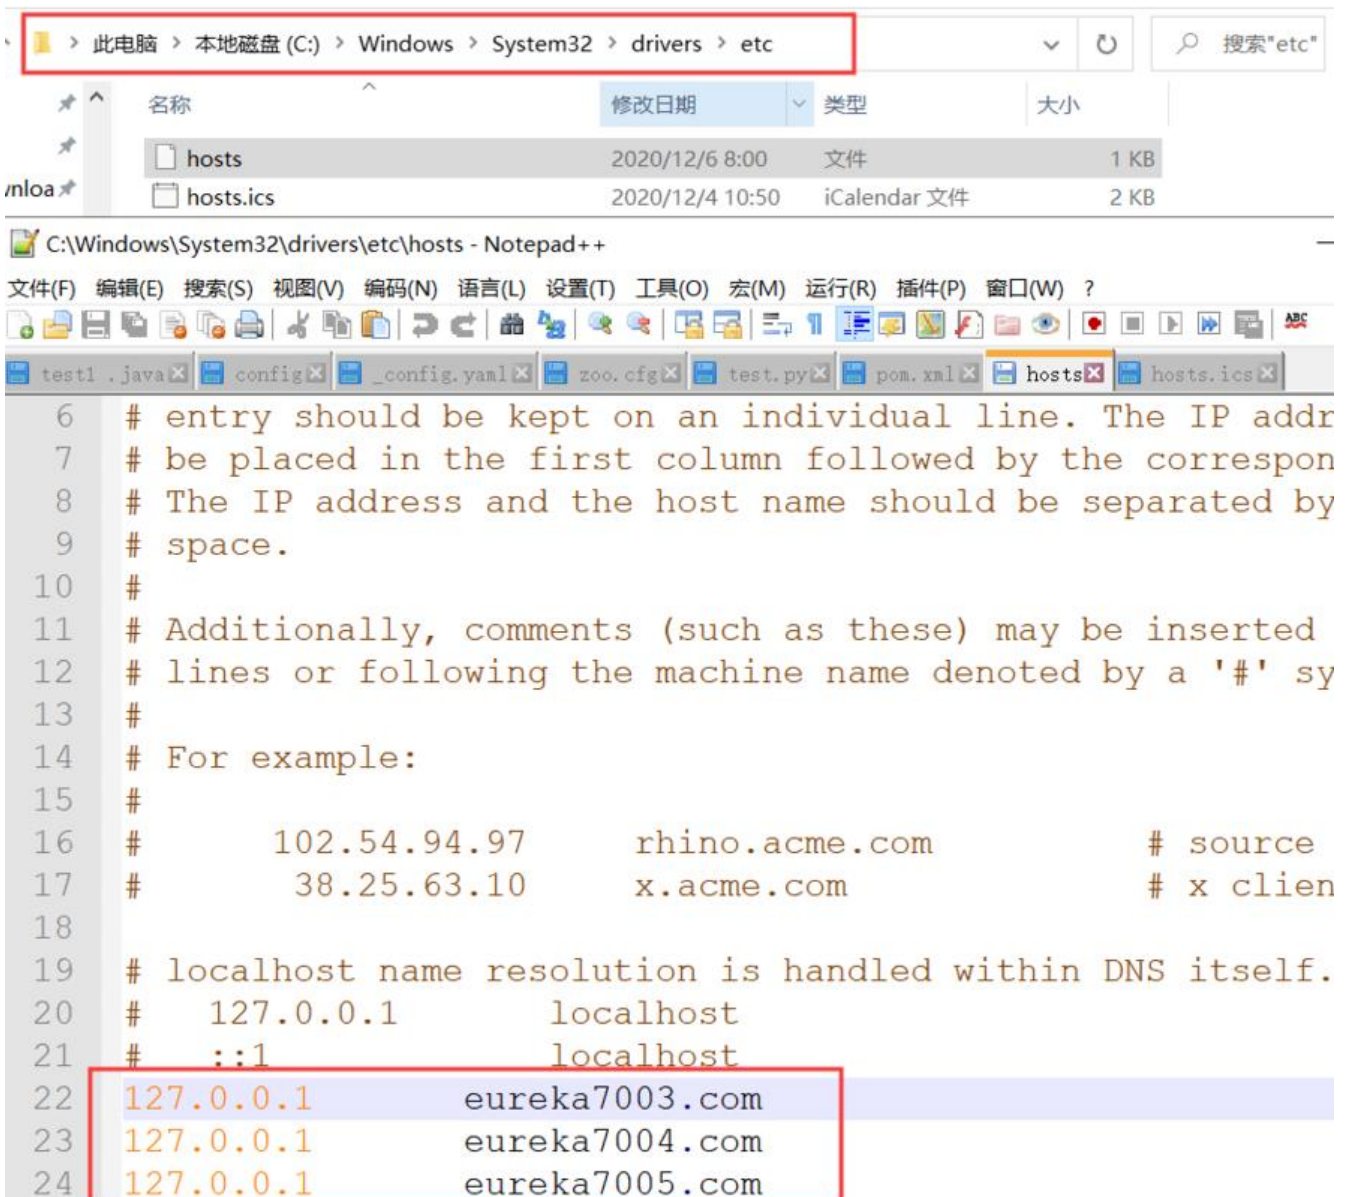 此电脑 > 本地磁盘 (C:) > Windows > System32 > drivers > etc 搜索"etc"
名称 修改日期 类型 大小
hosts 2020/12/6 8:00 文件 1 KB
hosts.ics 2020/12/4 10:50 iCalendar 文件 2 KB
C:\Windows\System32\drivers\etc\hosts - Notepad++
文件(F) 编辑(E) 搜索(S) 视图(V) 编码(N) 语言(L) 设置(T) 工具(O) 宏(M) 运行(R) 插件(P) 窗口(W) ?
ABC
test1 .java config _config.yaml zoo.cfg test.py pom.xml hosts hosts.ics
6 # entry should be kept on an individual line. The IP addr
7 # be placed in the first column followed by the correspon
8 # The IP address and the host name should be separated by
9 # space.
10 #
11 # Additionally, comments (such as these) may be inserted
12 # lines or following the machine name denoted by a '#' sy
13 #
14 # For example:
15 #
16 # 102.54.94.97 rhino.acme.com # source
17 # 38.25.63.10 x.acme.com # x clien
18
19 # localhost name resolution is handled within DNS itself.
20 # 127.0.0.1 localhost
21 # ::1 localhost
22 127.0.0.1 eureka7003.com
23 127.0.0.1 eureka7004.com
24 127.0.0.1 eureka7005.com